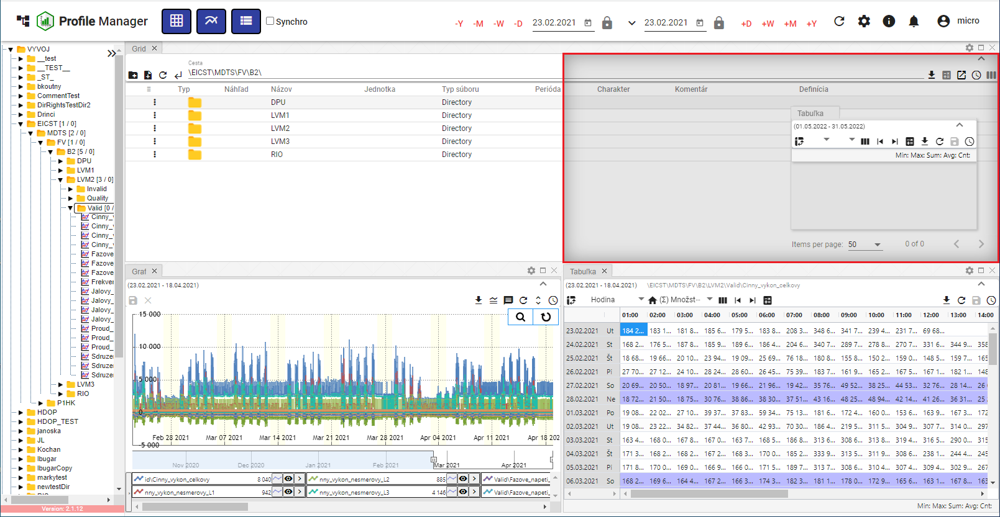 Profile Manager
Synchro
-Y -M -W -D 23.02.2021 23.02.2021 +D +W +M +Y
micro
VYVOJ
__test
__TEST__
_ST_
bkoutny
CommentTest
DirRightsTestDir2
Drinci
EICST [1 / 0]
MDTS [2 / 0]
FV [1 / 0]
B2 [5 / 0]
DPU
LVM1
LVM2 [3 / 0]
Invalid
Quality
Valid [0 /
Cinny_
Cinny_
Cinny_
Cinny_
Fazove
Fazove
Fazove
Frekver
Jalovy_
Jalovy_
Jalovy_
Jalovy_
Proud_
Proud_
Proud_
Sdruzer
Sdruzer
Sdruzer
LVM3
RIO
P1HK
HDOP
HDOP_TEST
janoska
JL
Kochan
lbugar
lbugarCopy
markytest
newtestDir
Version: 2.1.12
Grid
Cesta
\EICST\MDTS\FV\B2\
Typ Náhľad Názov Jednotka Typ súboru Perióda Charakter Komentár Definícia
DPU Directory
LVM1 Directory
LVM2 Directory
LVM3 Directory
RIO Directory
Tabuľka
(01.05.2022 - 31.05.2022)
Min: Max: Sum: Avg: Cnt:
Items per page: 50 0 of 0
Graf
(23.02.2021 - 18.04.2021)
15 000
10 000
5 000
0
-5 000
Feb 28 2021 Mar 07 2021 Mar 14 2021 Mar 21 2021 Mar 28 2021 Apr 04 2021 Apr 11 2021 Apr 18 202
Nov 2020 Dec 2020 Jan 2021 Feb 2021 Mar 2021 Apr 2021
id\Cinny_vykon_celkovy 8 040 nny_vykon_nesmerovy_L2 885 Valid\Fazove_napeti_
nny_vykon_nesmerovy_L1 942 nny_vykon_nesmerovy_L3 4 146 Valid\Fazove_napeti_
Tabuľka
(23.02.2021 - 18.04.2021) \EICST\MDTS\FV\B2\LVM2\Valid\Cinny_vykon_celkovy
Hodina (Σ) Množst...
01:00 02:00 03:00 04:00 05:00 06:00 07:00 08:00 09:00 10:00 11:00 12:00 13:00 14:00
23.02.2021 Ut 184 2... 183 1... 181 8... 185 6... 179 5... 183 8... 208 3... 348 6... 341 7... 239 4... 231 7... 69 68...
24.02.2021 St 168 2... 176 5... 187 8... 185 9... 189 6... 186 4... 204 6... 340 7... 289 7... 278 8... 270 7... 331 6... 344 9... 358
25.02.2021 Št 18 68... 19 66... 20 10... 23 94... 19 09... 25 69... 76 18... 180 8... 155 8... 150 2... 159 0... 148 5... 159 7... 165
26.02.2021 Pi 27 70... 27 12... 24 10... 28 24... 28 60... 26 45... 75 39... 183 7... 161 9... 165 2... 167 5... 167 1... 182 1... 148
27.02.2021 So 20 69... 20 50... 18 97... 20 81... 19 66... 21 96... 19 42... 35 76... 49 52... 38 25... 44 53... 32 76... 28 14... 26
28.02.2021 Ne 18 72... 21 50... 18 75... 30 76... 38 86... 38 30... 37 51... 43 16... 48 25... 48 94... 42 14... 41 26... 36 31... 25
01.03.2021 Po 19 08... 22 02... 27 10... 39 37... 37 83... 59 34... 75 13... 181 6... 172 4... 160 0... 153 6... 163 9... 167 3... 172
02.03.2021 Ut 19 08... 23 22... 34 82... 37 44... 36 80... 42 93... 70 30... 186 4... 219 5... 311 5... 304 9... 307 7... 314 0... 297
03.03.2021 St 163 4... 168 0... 167 8... 167 0... 163 7... 168 5... 186 8... 313 6... 308 6... 313 8... 319 4... 316 5... 290 0... 315
04.03.2021 Št 171 3... 168 2... 168 2... 167 2... 168 3... 170 0... 185 2... 333 9... 313 5... 311 9... 308 6... 238 1... 244 4... 245
05.03.2021 Pi 171 8... 170 0... 169 0... 166 9... 166 0... 171 5... 189 7... 313 7... 308 6... 310 4... 307 4... 309 4... 302 9... 267
06.03.2021 So 168 2... 169 6... 164 4... 167 2... 166 3... 174 3... 182 3... 181 1... 178 0... 172 9... 165 6... 163 1... 167 8... 163
Min: Max: Sum: Avg: Cnt: